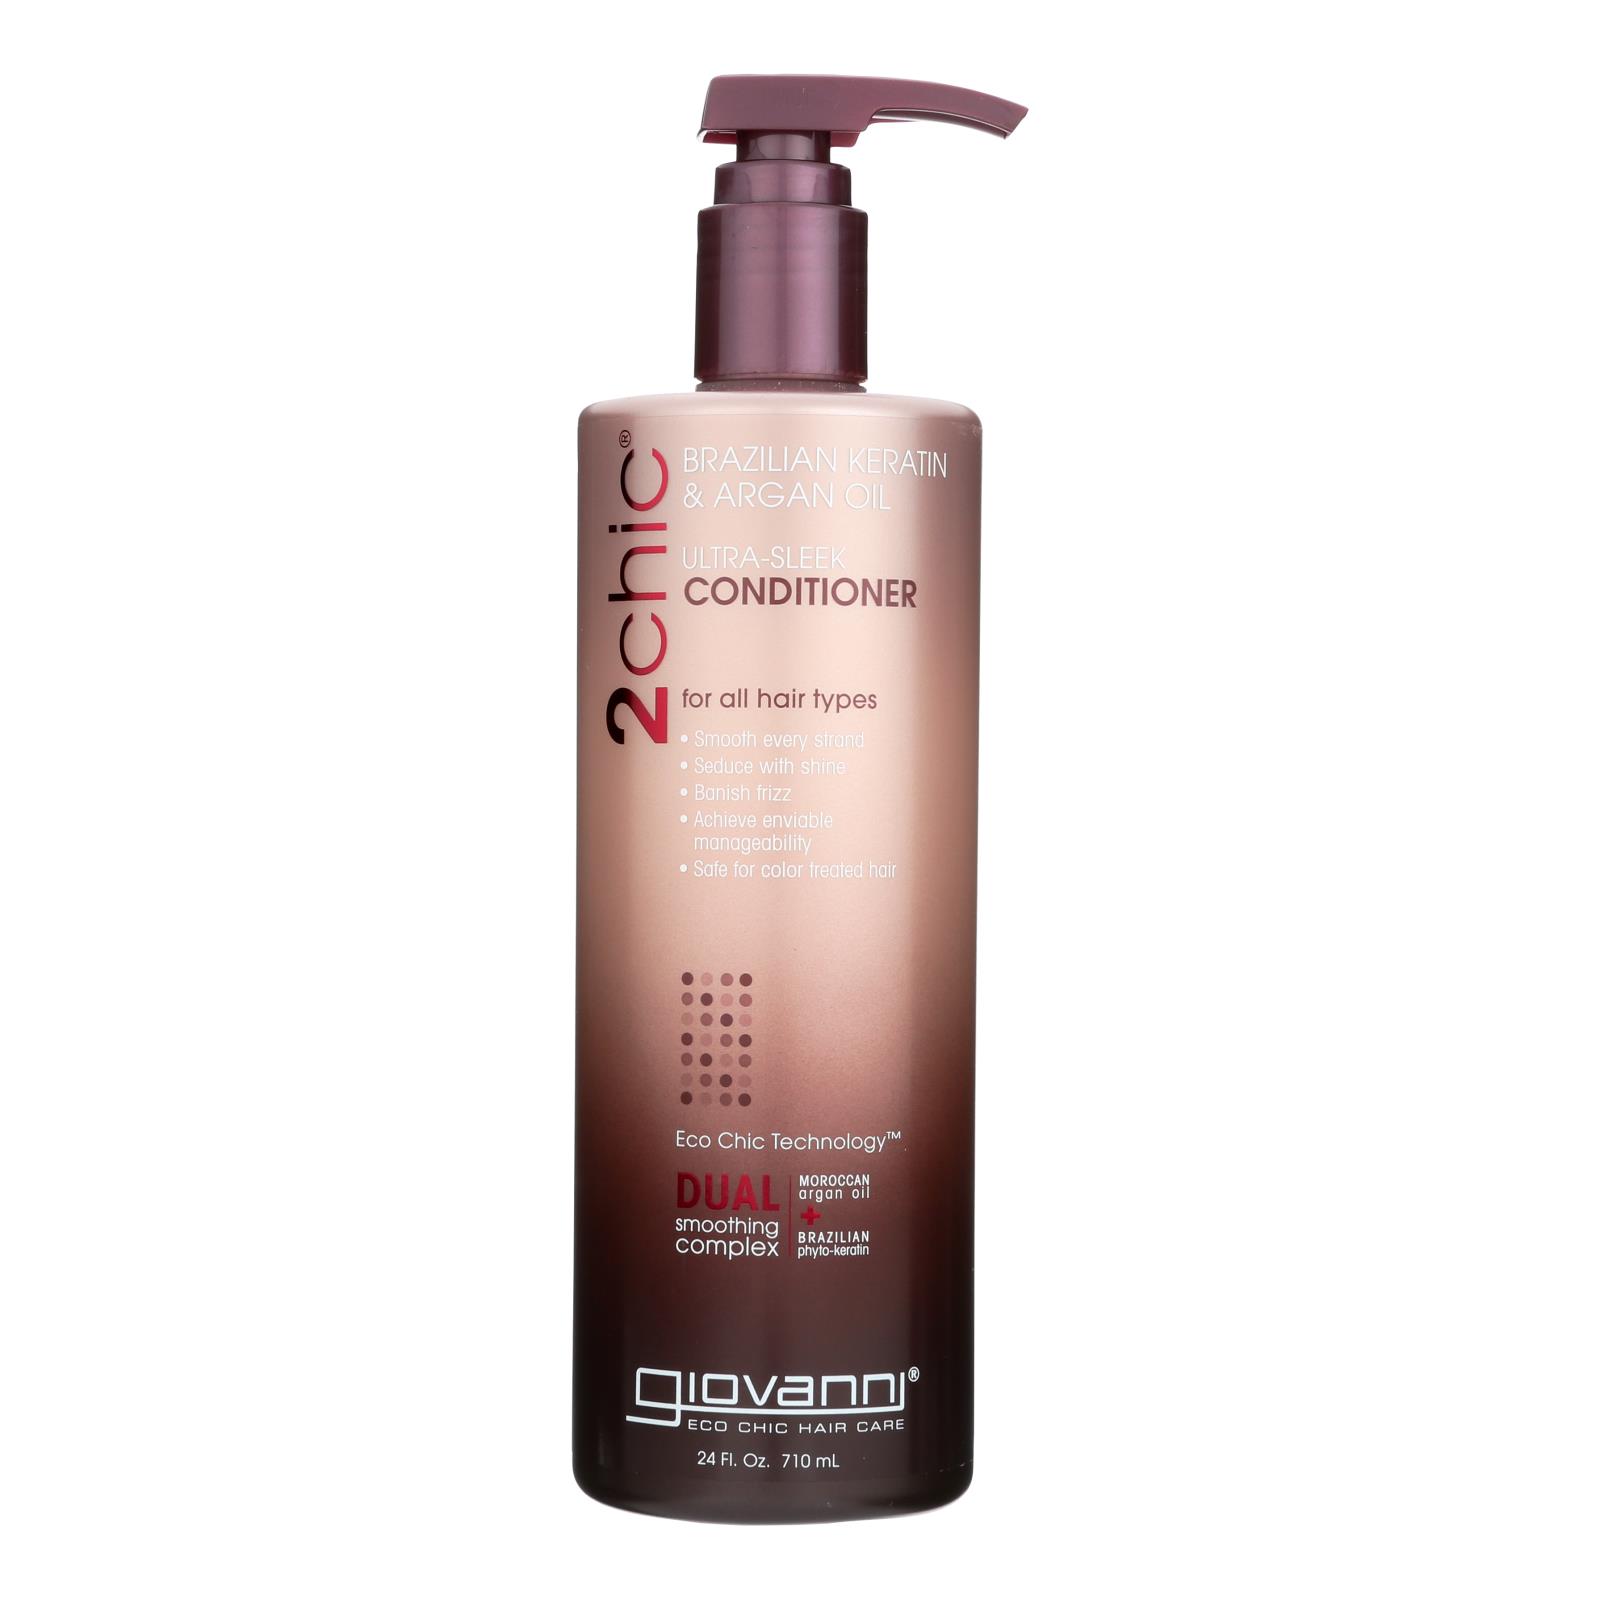 2chic®
BRAZILIAN KERATIN
& ARGAN OIL
ULTRA-SLEEK
CONDITIONER
for all hair types
• Smooth every strand
• Seduce with shine
• Banish frizz
• Achieve enviable
manageability
• Safe for color treated hair
Eco Chic Technology™
DUAL
smoothing
complex
MOROCCAN
argan oil
+
BRAZILIAN
phyto-keratin
giovanni®
ECO CHIC HAIR CARE
24 Fl. Oz. 710 mL